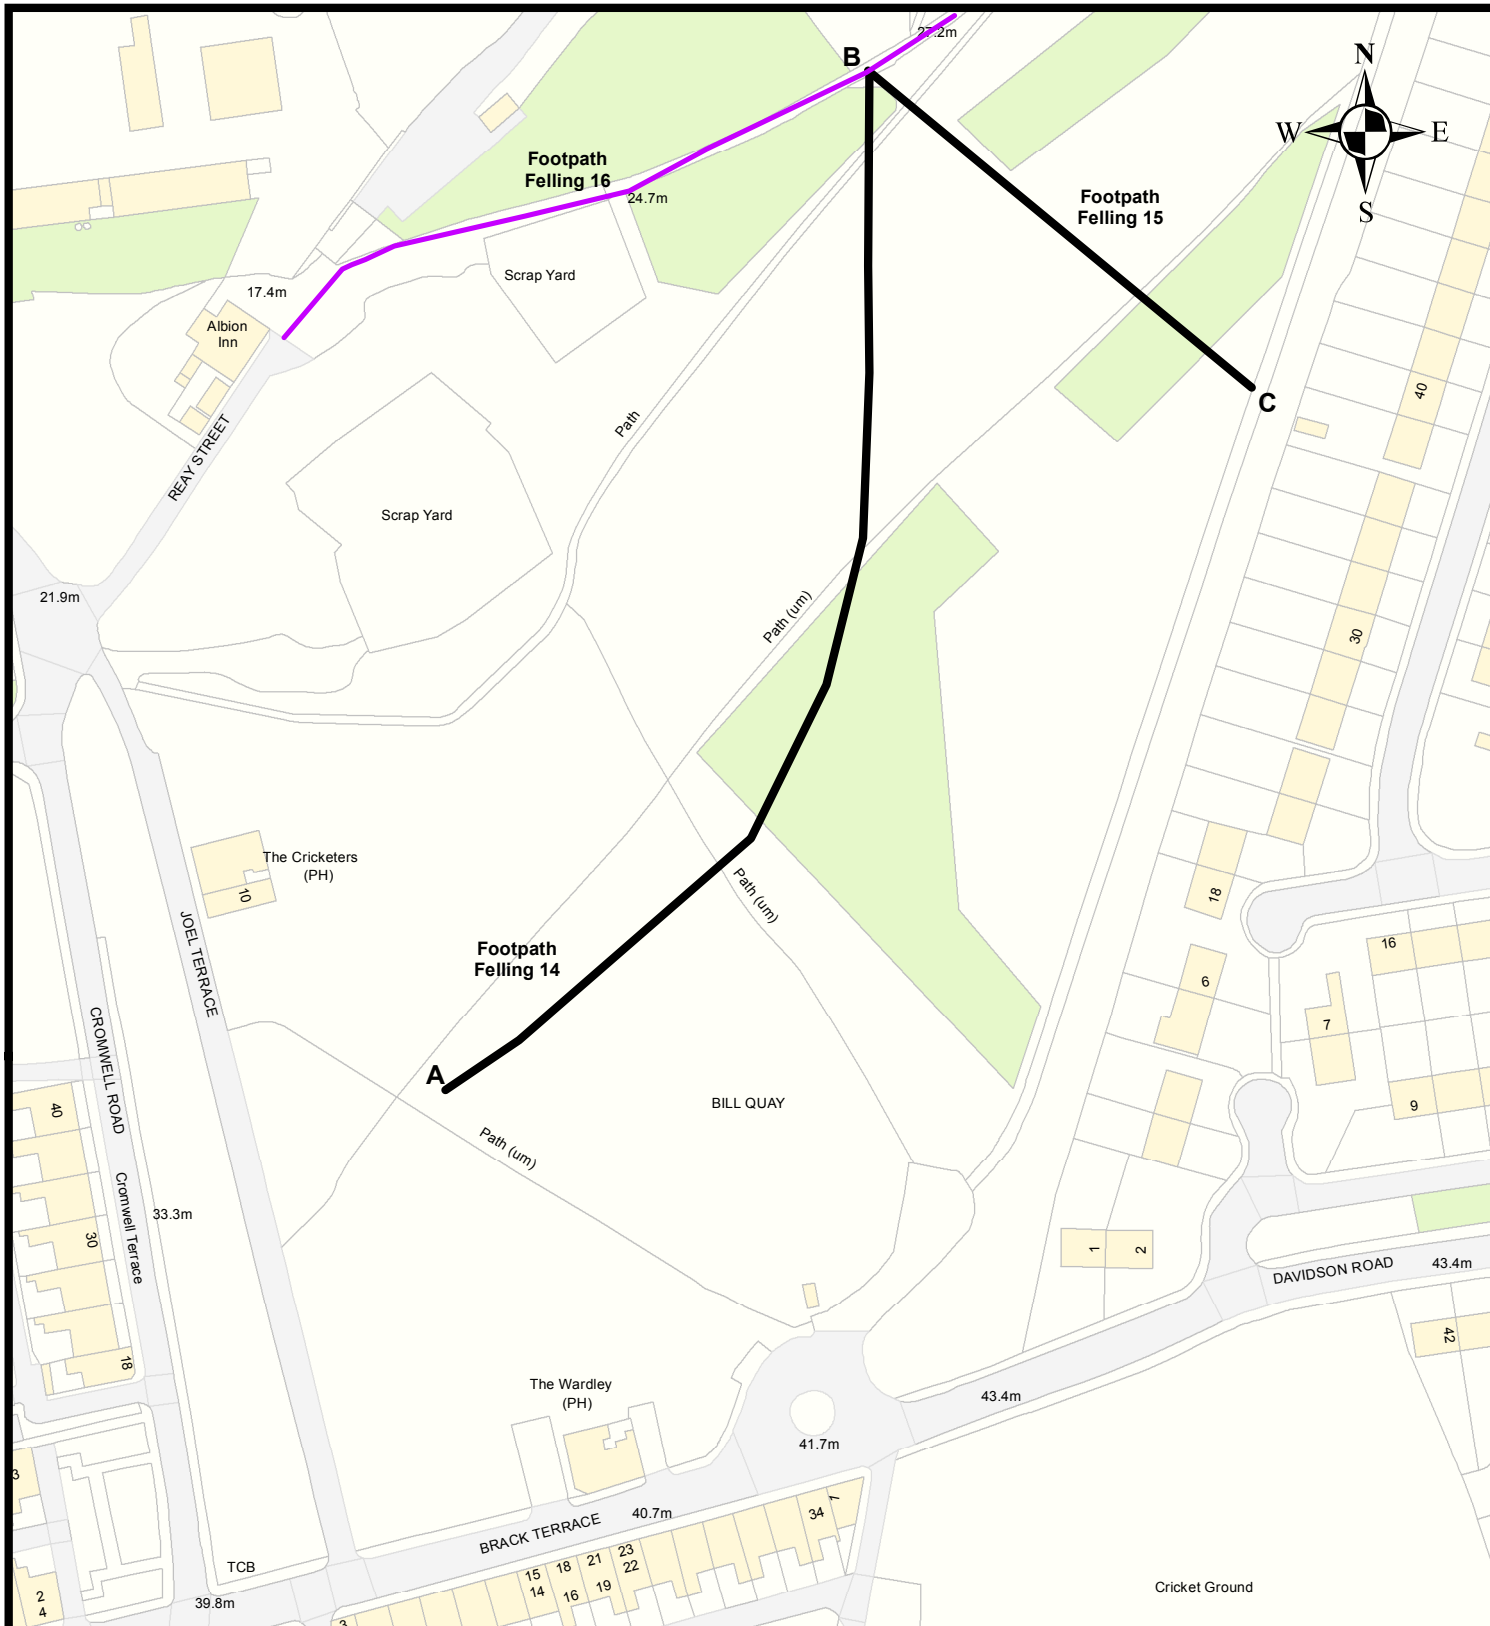 27.2m
B
N
W
E
S
Footpath
Felling 16
24.7m
Footpath
Felling 15
Scrap Yard
17.4m
Albion
Inn
REAY STREET
Path
C
40
Scrap Yard
21.9m
Path (um)
30
The Cricketers
(PH)
10
JOEL TERRACE
Path (um)
18
Footpath
Felling 14
16
6
7
CROMWELL ROAD
A
BILL QUAY
40
9
Path (um)
Cromwell Terrace
33.3m
30
1
2
DAVIDSON ROAD
43.4m
42
18
The Wardley
(PH)
43.4m
41.7m
3
BRACK TERRACE
40.7m
34
1
TCB
15
18
21
23
22
14
16
19
2
4
39.8m
3
Cricket Ground